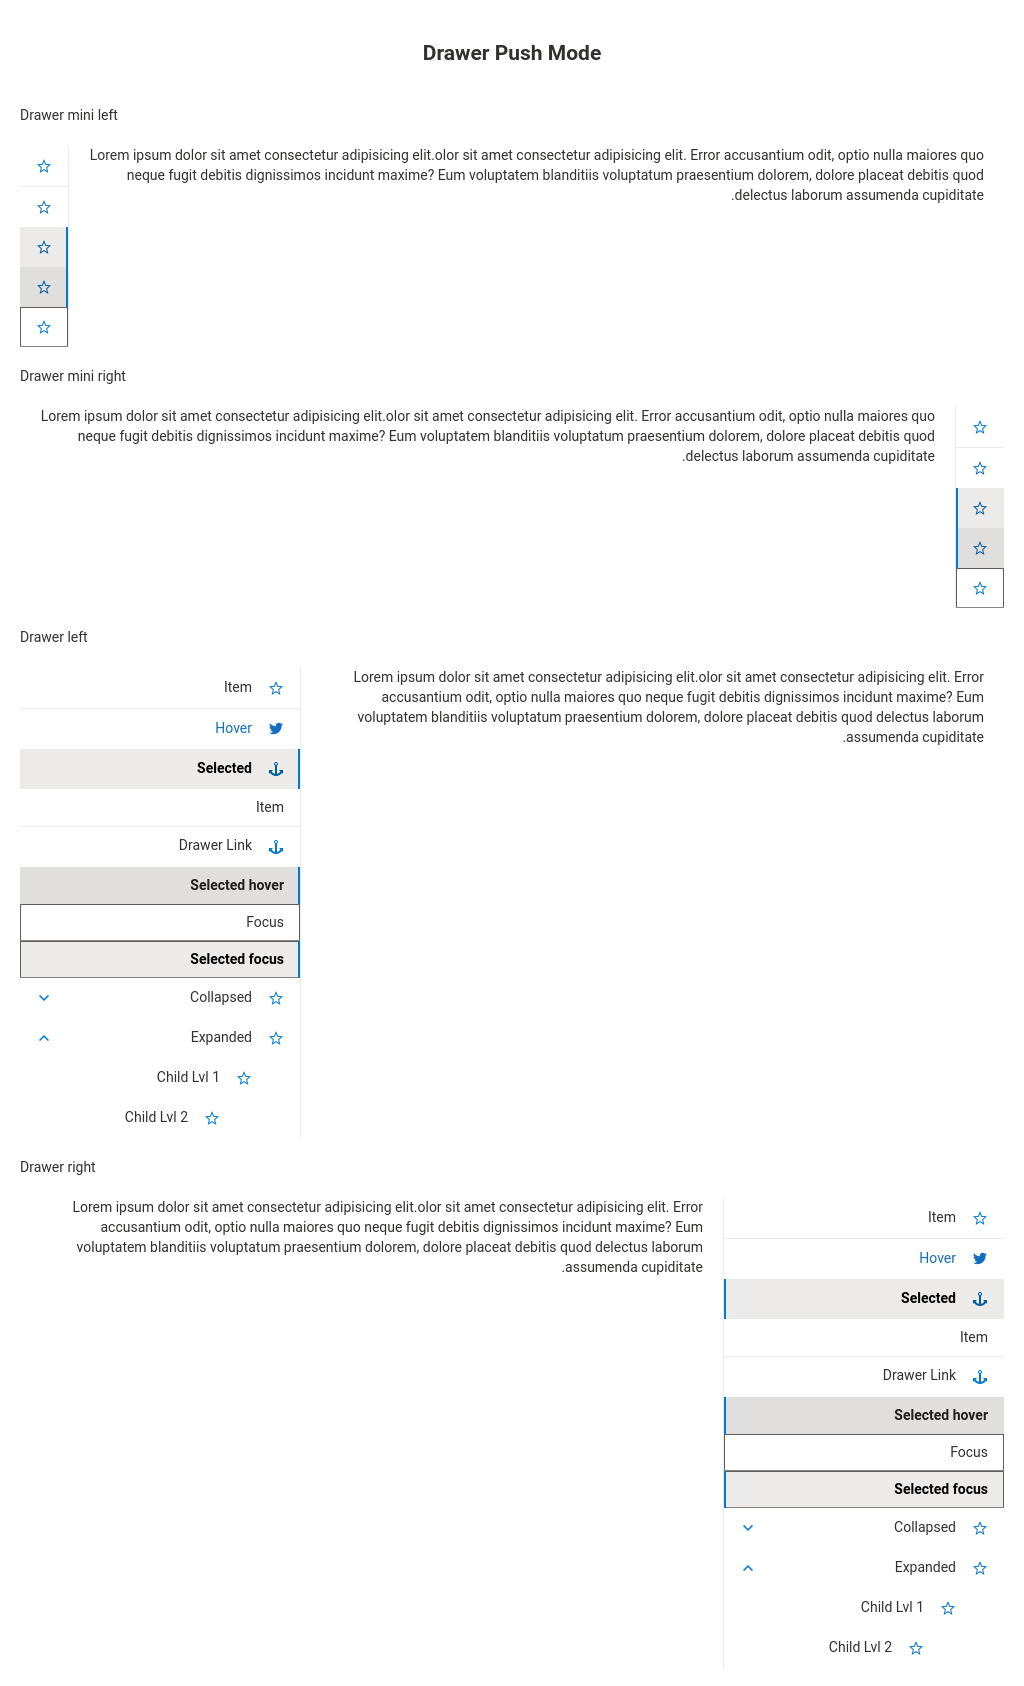 Drawer Push Mode
Drawer mini left
Lorem ipsum dolor sit amet consectetur adipisicing elit.olor sit amet consectetur adipisicing elit. Error accusantium odit, optio nulla maiores quo
neque fugit debitis dignissimos incidunt maxime? Eum voluptatem blanditiis voluptatum praesentium dolorem, dolore placeat debitis quod
.delectus laborum assumenda cupiditate
Drawer mini right
Lorem ipsum dolor sit amet consectetur adipisicing elit.olor sit amet consectetur adipisicing elit. Error accusantium odit, optio nulla maiores quo
neque fugit debitis dignissimos incidunt maxime? Eum voluptatem blanditiis voluptatum praesentium dolorem, dolore placeat debitis quod
.delectus laborum assumenda cupiditate
Drawer left
Item
Hover
Selected
Item
Drawer Link
Selected hover
Focus
Selected focus
Collapsed
Expanded
Child Lvl 1
Child Lvl 2
Lorem ipsum dolor sit amet consectetur adipisicing elit.olor sit amet consectetur adipisicing elit. Error
accusantium odit, optio nulla maiores quo neque fugit debitis dignissimos incidunt maxime? Eum
voluptatem blanditiis voluptatum praesentium dolorem, dolore placeat debitis quod delectus laborum
.assumenda cupiditate
Drawer right
Lorem ipsum dolor sit amet consectetur adipisicing elit.olor sit amet consectetur adipisicing elit. Error
accusantium odit, optio nulla maiores quo neque fugit debitis dignissimos incidunt maxime? Eum
voluptatem blanditiis voluptatum praesentium dolorem, dolore placeat debitis quod delectus laborum
.assumenda cupiditate
Item
Hover
Selected
Item
Drawer Link
Selected hover
Focus
Selected focus
Collapsed
Expanded
Child Lvl 1
Child Lvl 2